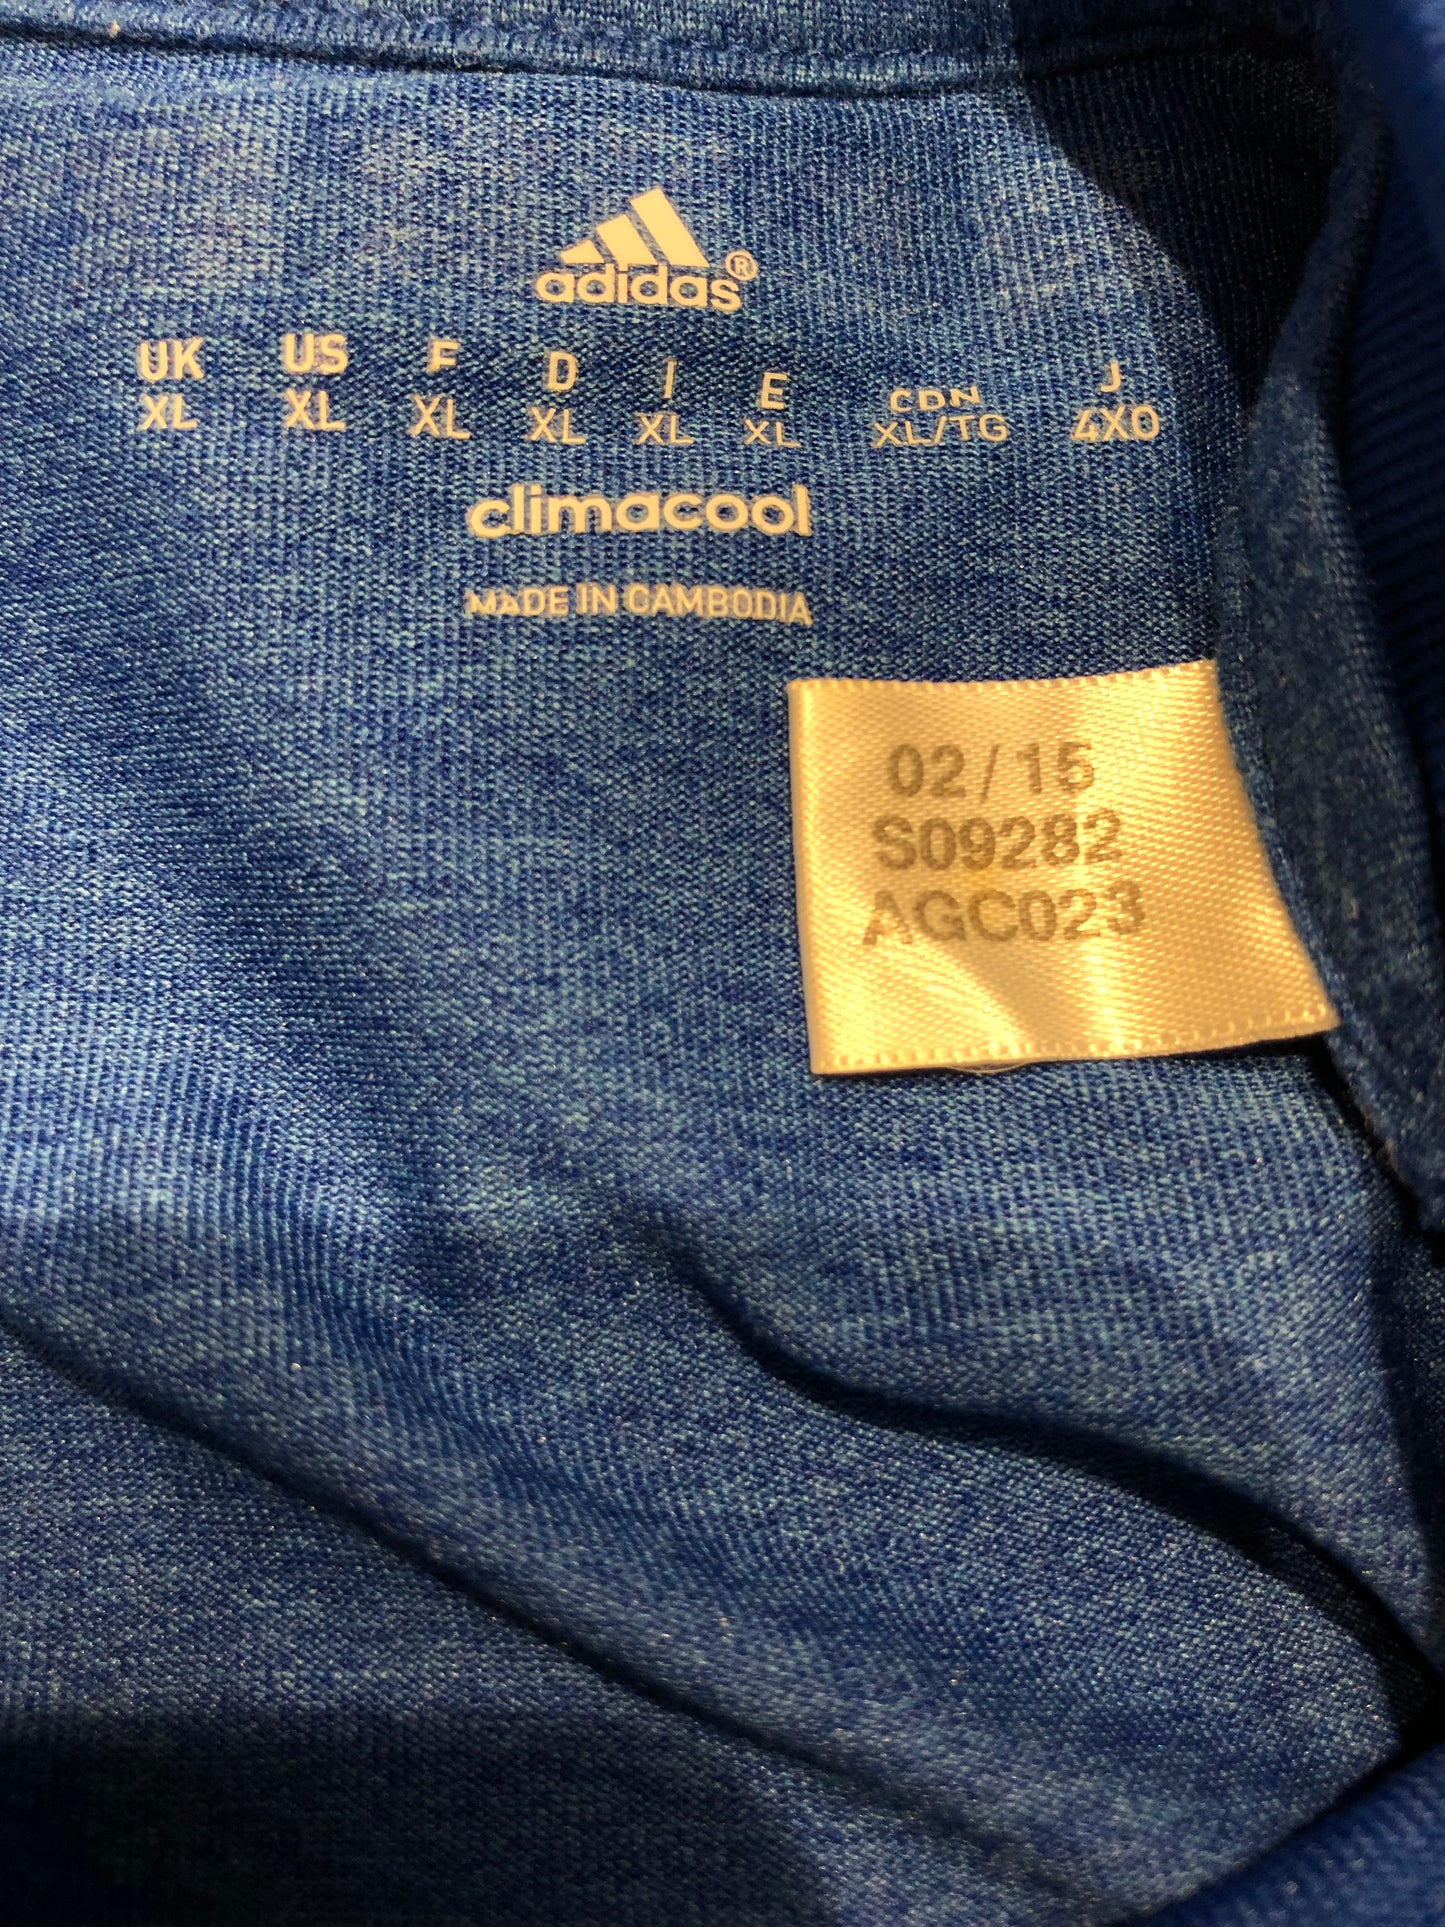 adidas®
UK US F D I E CDN J
XL XL XL XL XL XL XL/TG 4XO
climacool
MADE IN CAMBODIA
02/15
S09282
AGC023